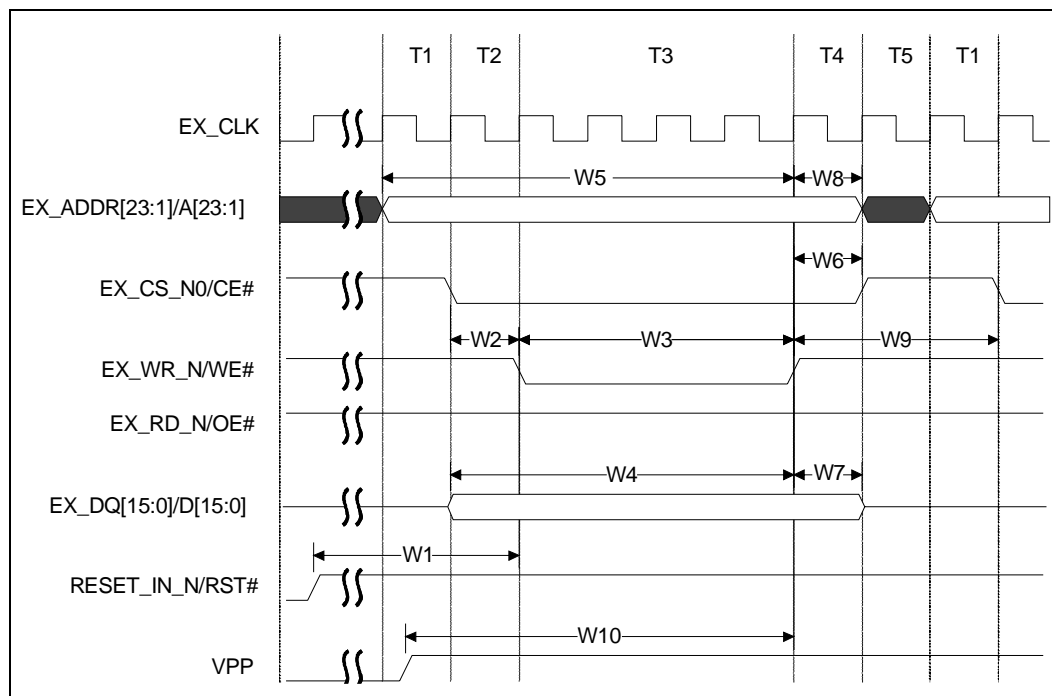 T1 T2 T3 T4 T5 T1
EX_CLK
W5 W8
EX_ADDR[23:1]/A[23:1]
W6
EX_CS_N0/CE#
W2 W3 W9
EX_WR_N/WE#
EX_RD_N/OE#
W4 W7
EX_DQ[15:0]/D[15:0]
W1
RESET_IN_N/RST#
W10
VPP